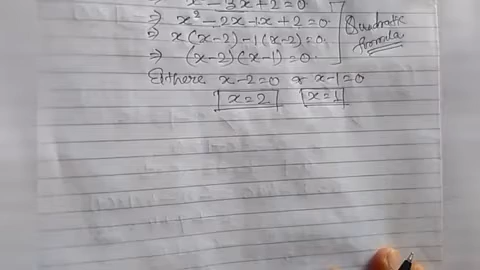 ⇒ x² - 3x + 2 = 0
⇒ x² - 2x - 1x + 2 = 0
⇒ x(x-2) - 1(x-2) = 0.
⇒ (x-2)(x-1) = 0.
Quadratic
formula
Eithere x-2=0 or x-1=0
x=2 x=1